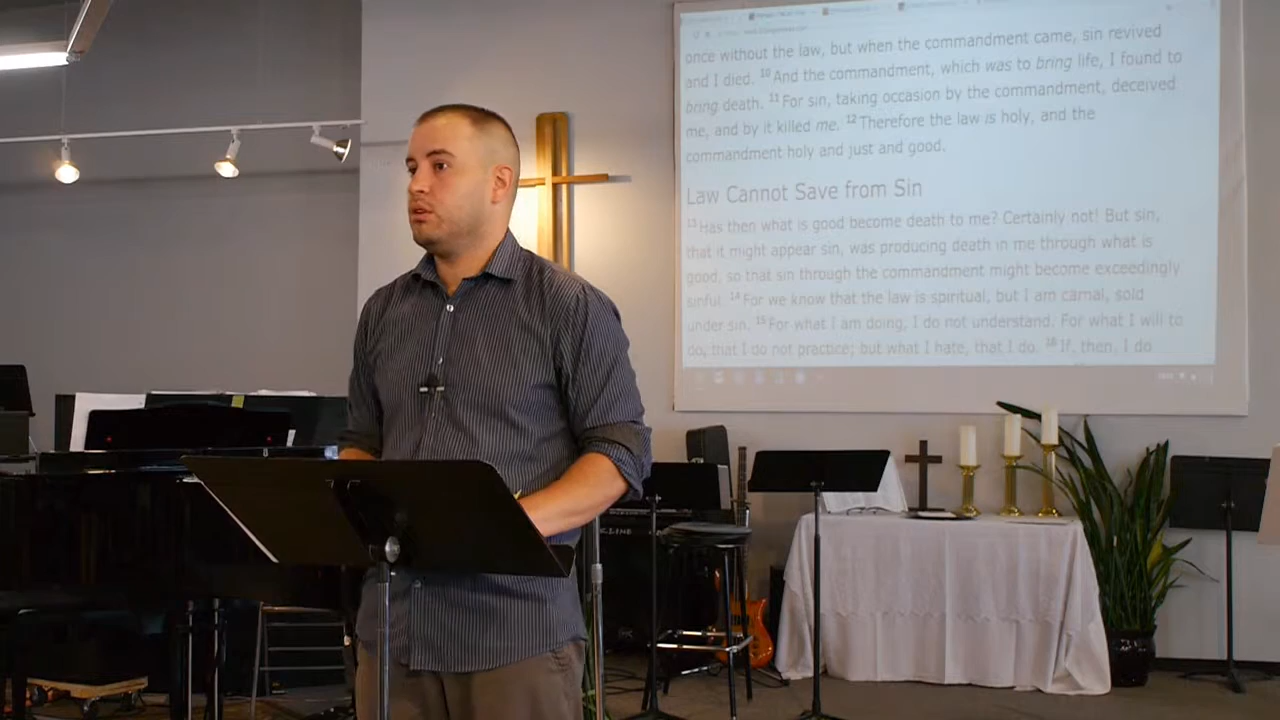 once without the law, but when the commandment came, sin revived
and I died. 10 And the commandment, which was to bring life, I found to
bring death. 11 For sin, taking occasion by the commandment, deceived
me, and by it killed me. 12 Therefore the law is holy, and the
commandment holy and just and good.
Law Cannot Save from Sin
13 Has then what is good become death to me? Certainly not! But sin,
that it might appear sin, was producing death in me through what is
good, so that sin through the commandment might become exceedingly
sinful. 14 For we know that the law is spiritual, but I am carnal, sold
under sin. 15 For what I am doing, I do not understand. For what I will to
do, that I do not practice; but what I hate, that I do. 16 If, then, I do